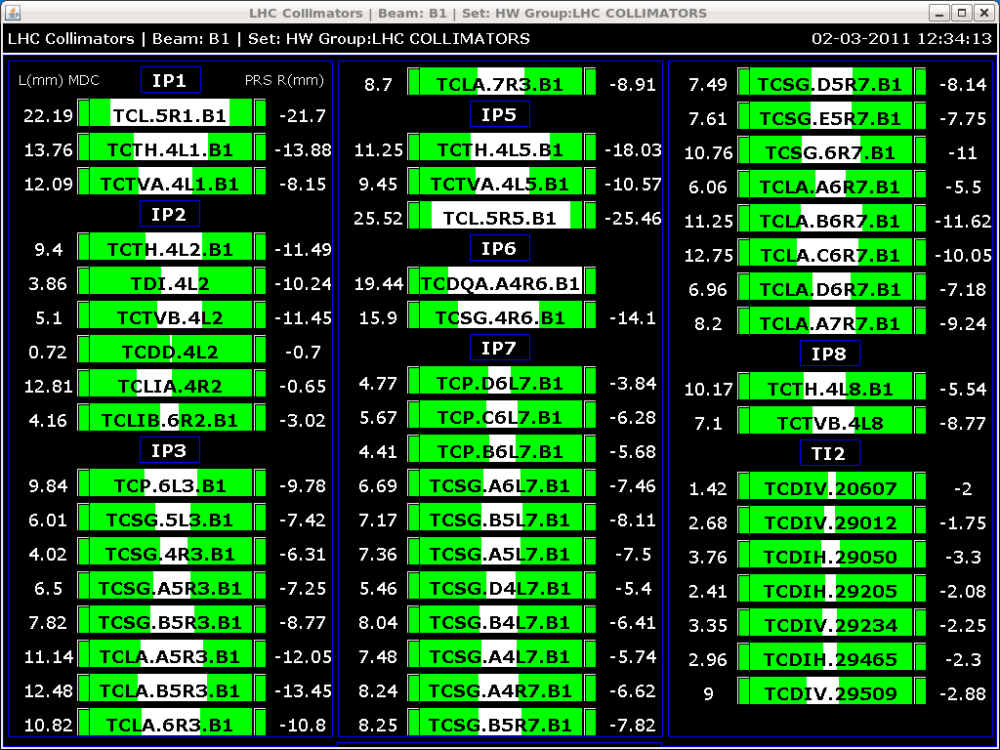 LHC Collimators | Beam: B1 | Set: HW Group:LHC COLLIMATORS
LHC Collimators | Beam: B1 | Set: HW Group:LHC COLLIMATORS 02-03-2011 12:34:13
L(mm) MDC IP1 PRS R(mm)
22.19 TCL.5R1.B1 -21.7
13.76 TCTH.4L1.B1 -13.88
12.09 TCTVA.4L1.B1 -8.15
IP2
9.4 TCTH.4L2.B1 -11.49
3.86 TDI.4L2 -10.24
5.1 TCTVB.4L2 -11.45
0.72 TCDD.4L2 -0.7
12.81 TCLIA.4R2 -0.65
4.16 TCLIB.6R2.B1 -3.02
IP3
9.84 TCP.6L3.B1 -9.78
6.01 TCSG.5L3.B1 -7.42
4.02 TCSG.4R3.B1 -6.31
6.5 TCSG.A5R3.B1 -7.25
7.82 TCSG.B5R3.B1 -8.77
11.14 TCLA.A5R3.B1 -12.05
12.48 TCLA.B5R3.B1 -13.45
10.82 TCLA.6R3.B1 -10.8
8.7 TCLA.7R3.B1 -8.91
IP5
11.25 TCTH.4L5.B1 -18.03
9.45 TCTVA.4L5.B1 -10.57
25.52 TCL.5R5.B1 -25.46
IP6
19.44 TCDQA.A4R6.B1
15.9 TCSG.4R6.B1 -14.1
IP7
4.77 TCP.D6L7.B1 -3.84
5.67 TCP.C6L7.B1 -6.28
4.41 TCP.B6L7.B1 -5.68
6.69 TCSG.A6L7.B1 -7.46
7.17 TCSG.B5L7.B1 -8.11
7.36 TCSG.A5L7.B1 -7.5
5.46 TCSG.D4L7.B1 -5.4
8.04 TCSG.B4L7.B1 -6.41
7.48 TCSG.A4L7.B1 -5.74
8.24 TCSG.A4R7.B1 -6.62
8.25 TCSG.B5R7.B1 -7.82
7.49 TCSG.D5R7.B1 -8.14
7.61 TCSG.E5R7.B1 -7.75
10.76 TCSG.6R7.B1 -11
6.06 TCLA.A6R7.B1 -5.5
11.25 TCLA.B6R7.B1 -11.62
12.75 TCLA.C6R7.B1 -10.05
6.96 TCLA.D6R7.B1 -7.18
8.2 TCLA.A7R7.B1 -9.24
IP8
10.17 TCTH.4L8.B1 -5.54
7.1 TCTVB.4L8 -8.77
TI2
1.42 TCDIV.20607 -2
2.68 TCDIV.29012 -1.75
3.76 TCDIH.29050 -3.3
2.41 TCDIH.29205 -2.08
3.35 TCDIV.29234 -2.25
2.96 TCDIH.29465 -2.3
9 TCDIV.29509 -2.88